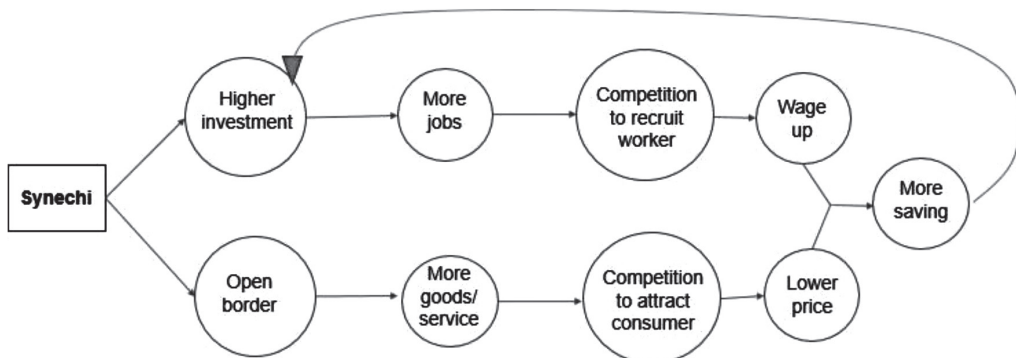 Synechi
Higher
investment
More
jobs
Competition
to recruit
worker
Wage
up
More
saving
Open
border
More
goods/
service
Competition
to attract
consumer
Lower
price